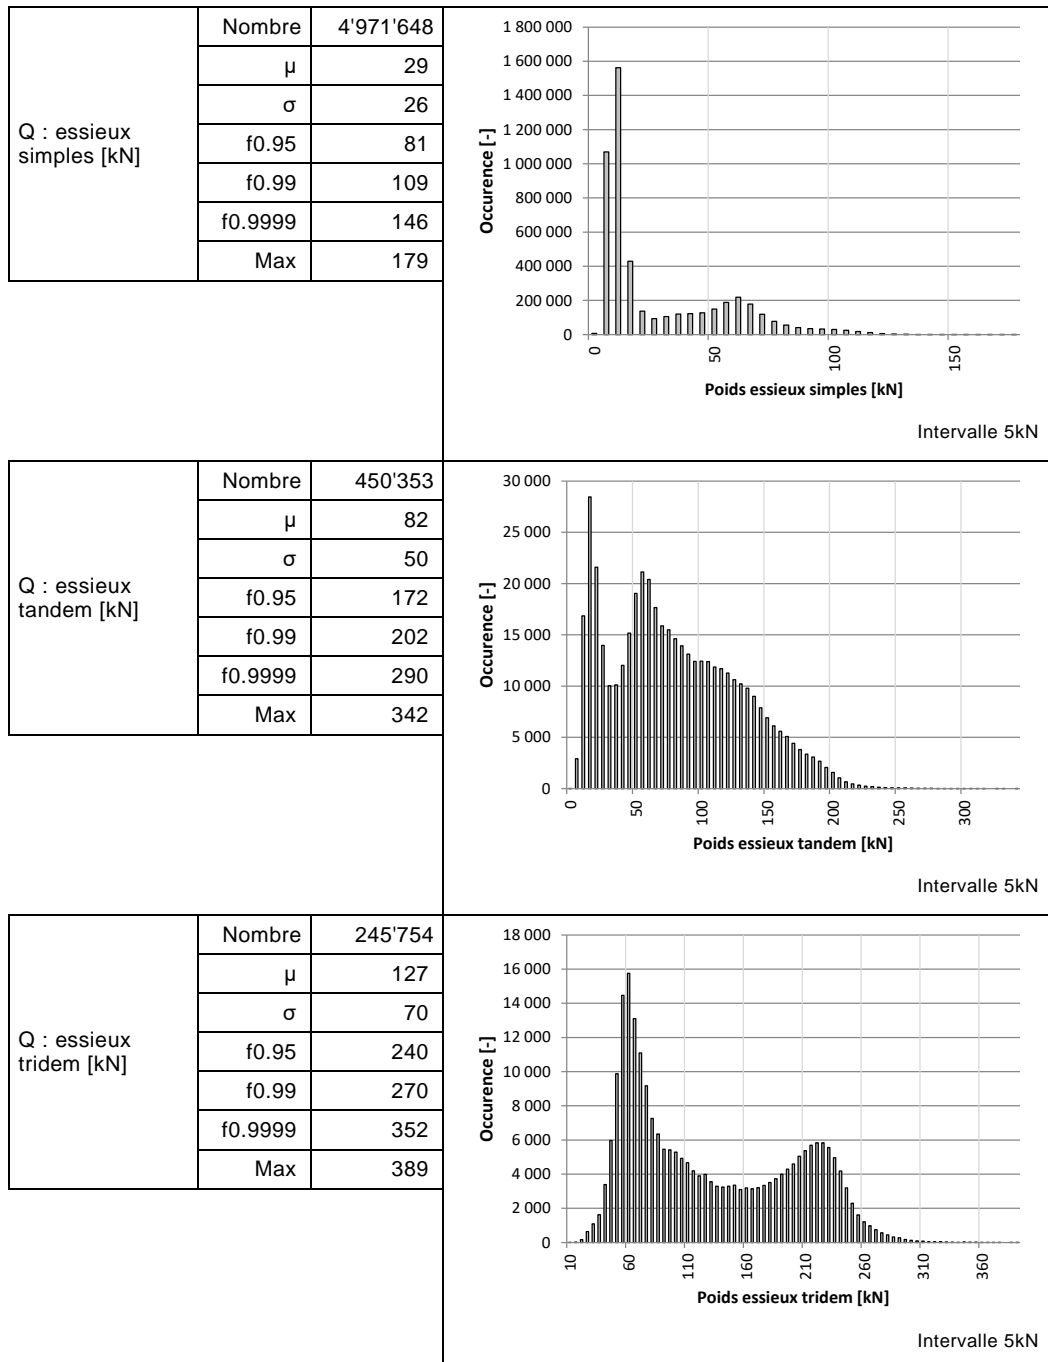 Q : essieux
simples [kN]
Nombre 4'971'648
μ 29
σ 26
f0.95 81
f0.99 109
f0.9999 146
Max 179
1 800 000
1 600 000
1 400 000
1 200 000
1 000 000
800 000
600 000
400 000
200 000
0
Occurence [-]
0 50 100 150
Poids essieux simples [kN]
Intervalle 5kN
Q : essieux
tandem [kN]
Nombre 450'353
μ 82
σ 50
f0.95 172
f0.99 202
f0.9999 290
Max 342
30 000
25 000
20 000
15 000
10 000
5 000
0
Occurence [-]
0 50 100 150 200 250 300
Poids essieux tandem [kN]
Intervalle 5kN
Q : essieux
tridem [kN]
Nombre 245'754
μ 127
σ 70
f0.95 240
f0.99 270
f0.9999 352
Max 389
18 000
16 000
14 000
12 000
10 000
8 000
6 000
4 000
2 000
0
Occurence [-]
10 60 110 160 210 260 310 360
Poids essieux tridem [kN]
Intervalle 5kN